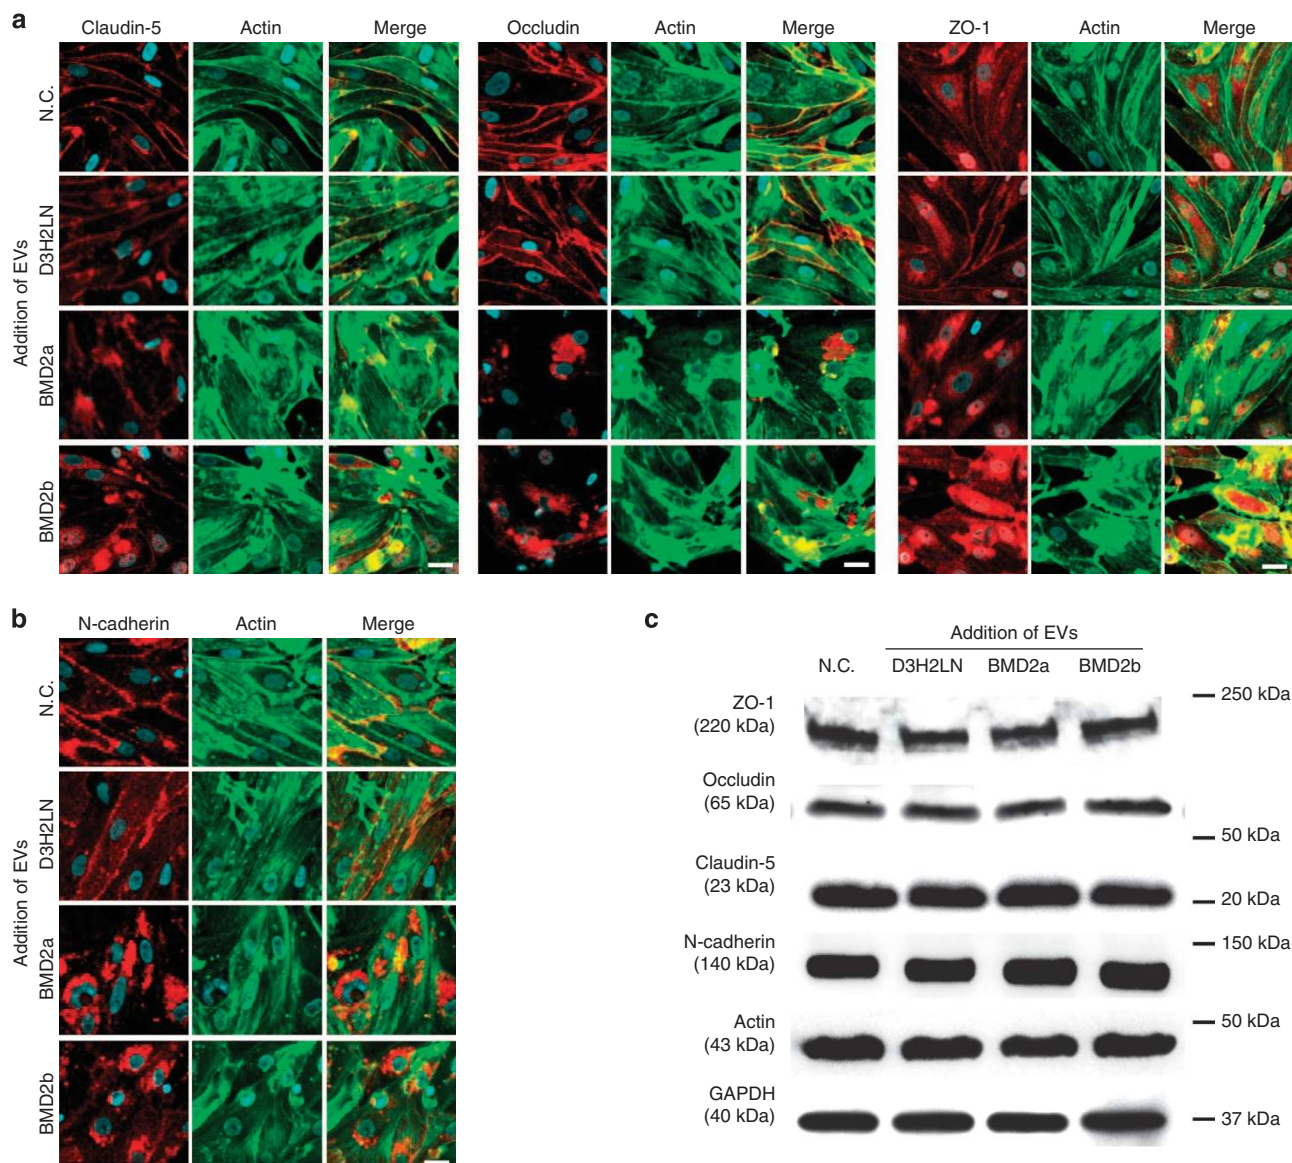 a
Claudin-5 Actin Merge Occludin Actin Merge ZO-1 Actin Merge
N.C.
Addition of EVs
D3H2LN
BMD2a
BMD2b
b
N-cadherin Actin Merge
N.C.
Addition of EVs
D3H2LN
BMD2a
BMD2b
c
Addition of EVs
N.C. D3H2LN BMD2a BMD2b
ZO-1
(220 kDa)
250 kDa
Occludin
(65 kDa)
50 kDa
Claudin-5
(23 kDa)
20 kDa
N-cadherin
(140 kDa)
150 kDa
Actin
(43 kDa)
50 kDa
GAPDH
(40 kDa)
37 kDa